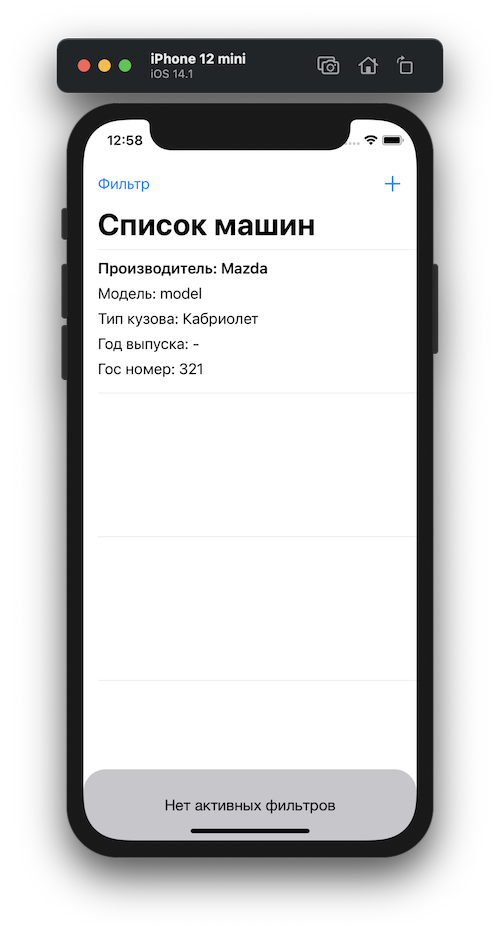 iPhone 12 mini
iOS 14.1
12:58
Фильтр
Список машин
Производитель: Mazda
Модель: model
Тип кузова: Кабриолет
Год выпуска: -
Гос номер: 321
Нет активных фильтров